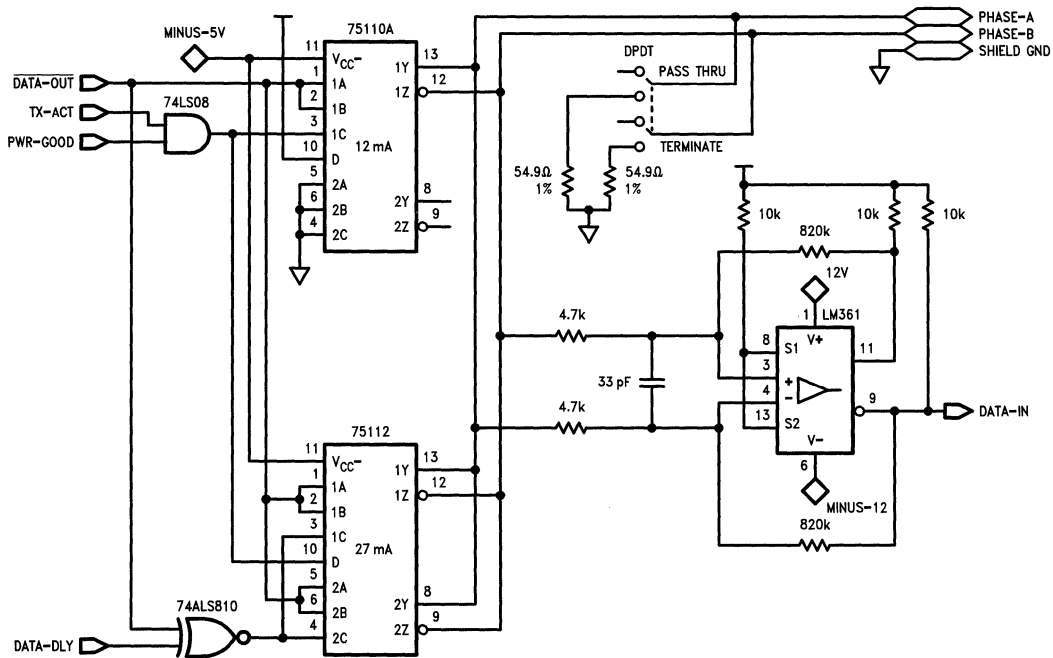 75110A
MINUS-5V
11
VCC-
1Y
13
1
1A
1Z
12
2
1B
3
1C
10
D
12 mA
5
2A
6
2B
2Y
8
4
2C
2Z
9
DATA-OUT
74LS08
TX-ACT
PWR-GOOD
PHASE-A
PHASE-B
SHIELD GND
DPDT
PASS THRU
TERMINATE
54.9Ω
1%
54.9Ω
1%
10k
10k
10k
820k
12V
1
LM361
V+
8
S1
11
3
+
4
-
9
DATA-IN
13
S2
V-
6
MINUS-12
820k
4.7k
33 pF
4.7k
75112
11
VCC-
1Y
13
1
1A
1Z
12
2
1B
3
1C
10
D
27 mA
5
2A
6
2B
2Y
8
4
2C
2Z
9
74ALS810
DATA-DLY